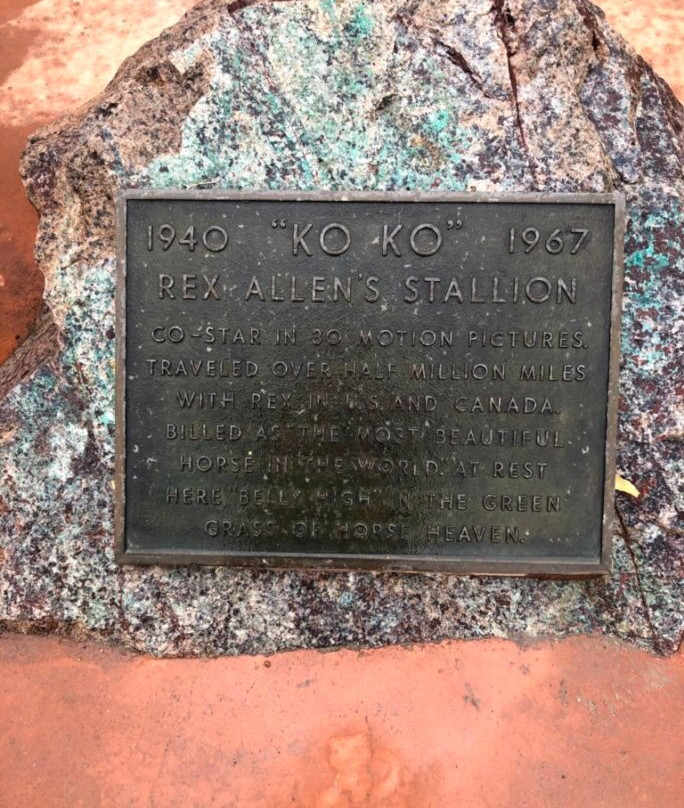 1940 "KO KO" 1967
REX ALLEN'S STALLION
CO-STAR IN 30 MOTION PICTURES.
TRAVELED OVER HALF MILLION MILES
WITH REX IN U.S. AND CANADA.
BILLED AS THE MOST BEAUTIFUL
HORSE IN THE WORLD. AT REST
HERE "BELLY HIGH" IN THE GREEN
GRASS OF HORSE HEAVEN.